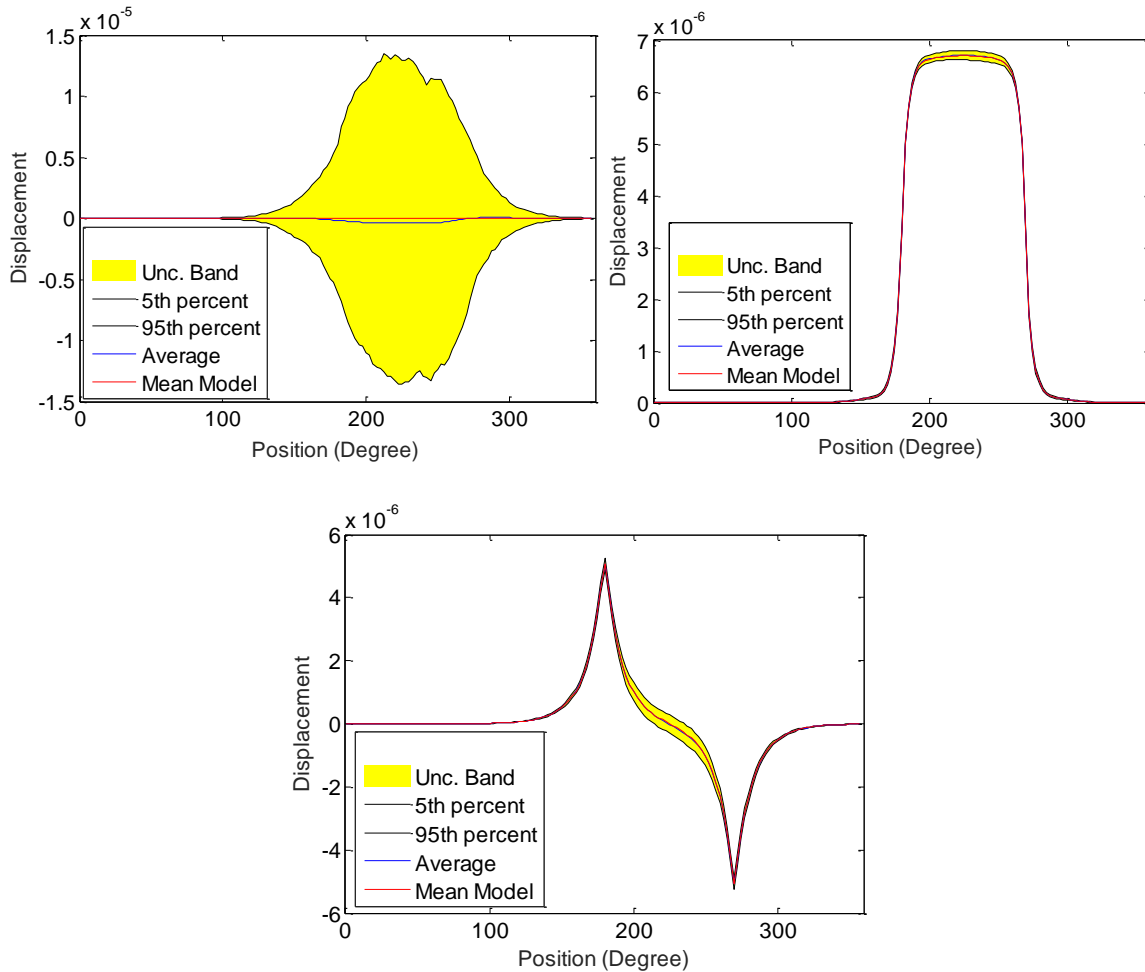 x 10-5
1.5
1
0.5
0
-0.5
-1
-1.5
Displacement
Unc. Band
5th percent
95th percent
Average
Mean Model
0 100 200 300
Position (Degree)
x 10-6
7
6
5
4
3
2
1
0
Displacement
Unc. Band
5th percent
95th percent
Average
Mean Model
0 100 200 300
Position (Degree)
x 10-6
6
4
2
0
-2
-4
-6
Displacement
Unc. Band
5th percent
95th percent
Average
Mean Model
0 100 200 300
Position (Degree)